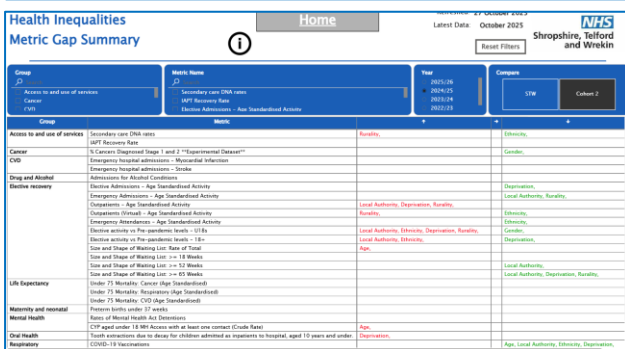 Health Inequalities
Metric Gap Summary
Home
Refreshed 27 October 2025
Latest Data: October 2025
Reset Filters
NHS
Shropshire, Telford
and Wrekin
Group
Access to and use of services
Cancer
CVD
Metric Name
Secondary care DNA rates
IAPT Recovery Rate
Elective Admissions - Age Standardised Activity
Year
2025/26
2024/25
2023/24
2022/23
Compare
STW
Cohort 2
Group Metric ↑ → ↓
Access to and use of services Secondary care DNA rates Rurality, Ethnicity,
IAPT Recovery Rate
Cancer % Cancers Diagnosed Stage 1 and 2 **Experimental Dataset** Gender,
CVD Emergency hospital admissions - Myocardial Infarction
Emergency hospital admissions - Stroke
Drug and Alcohol Admissions for Alcohol Conditions
Elective recovery Elective Admissions - Age Standardised Activity Deprivation,
Emergency Admissions - Age Standardised Activity Local Authority, Rurality,
Outpatients - Age Standardised Activity Local Authority, Deprivation, Rurality,
Outpatients (Virtual) - Age Standardised Activity Rurality, Ethnicity,
Emergency Attendances - Age Standardised Activity Ethnicity,
Elective activity vs Pre-pandemic levels - U18s Local Authority, Ethnicity, Deprivation, Rurality, Gender,
Elective activity vs Pre-pandemic levels - 18+ Local Authority, Ethnicity, Deprivation,
Size and Shape of Waiting List: Rate of Total Age,
Size and Shape of Waiting List: >= 18 Weeks
Size and Shape of Waiting List: >= 52 Weeks Local Authority,
Size and Shape of Waiting List: >= 65 Weeks Local Authority, Deprivation, Rurality,
Life Expectancy Under 75 Mortality: Cancer (Age Standardised)
Under 75 Mortality: Respiratory (Age Standardised)
Under 75 Mortality: CVD (Age Standardised)
Maternity and neonatal Preterm births under 37 weeks
Mental Health Rates of Mental Health Act Detentions
CYP aged under 18 MH Access with at least one contact (Crude Rate) Age,
Oral Health Tooth extractions due to decay for children admitted as inpatients to hospital, aged 10 years and under. Deprivation,
Respiratory COVID-19 Vaccinations Age, Local Authority, Ethnicity, Deprivation,